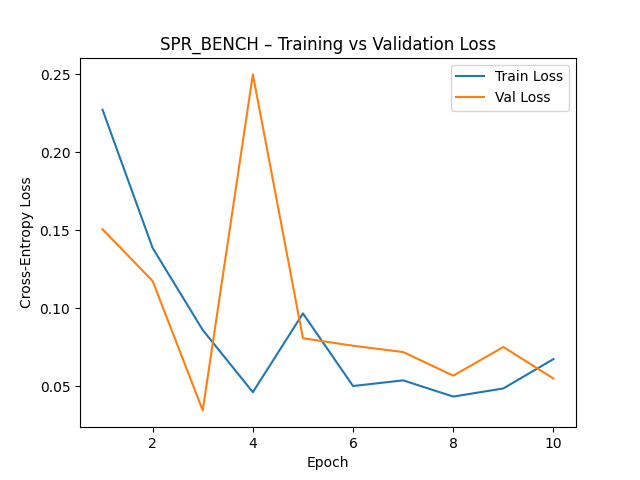 SPR_BENCH – Training vs Validation Loss
Train Loss
Val Loss
Cross-Entropy Loss
0.25
0.20
0.15
0.10
0.05
2
4
6
8
10
Epoch